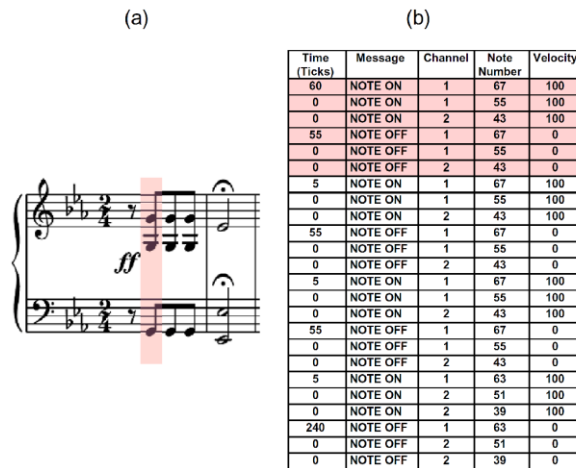 (a)
(b)
Time (Ticks) Message Channel Note Number Velocity
60 NOTE ON 1 67 100
0 NOTE ON 1 55 100
0 NOTE ON 2 43 100
55 NOTE OFF 1 67 0
0 NOTE OFF 1 55 0
0 NOTE OFF 2 43 0
5 NOTE ON 1 67 100
0 NOTE ON 1 55 100
0 NOTE ON 2 43 100
55 NOTE OFF 1 67 0
0 NOTE OFF 1 55 0
0 NOTE OFF 2 43 0
5 NOTE ON 1 67 100
0 NOTE ON 1 55 100
0 NOTE ON 2 43 100
55 NOTE OFF 1 67 0
0 NOTE OFF 1 55 0
0 NOTE OFF 2 43 0
5 NOTE ON 1 63 100
0 NOTE ON 2 51 100
0 NOTE ON 2 39 100
240 NOTE OFF 1 63 0
0 NOTE OFF 2 51 0
0 NOTE OFF 2 39 0
2
4
ff
2
4